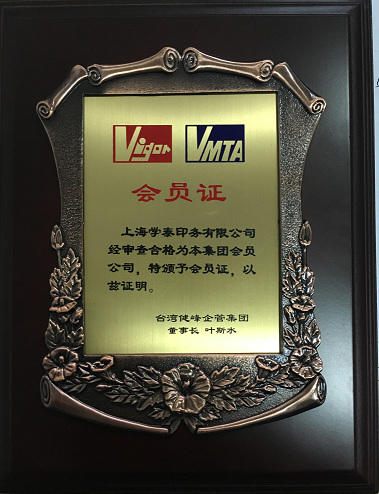 Vigor VMTA
会员证
上海学泰印务有限公司
经审查合格为本集团会员
公司，特颁予会员证，以
兹证明。
台湾健峰企管集团
董事长 叶斯水